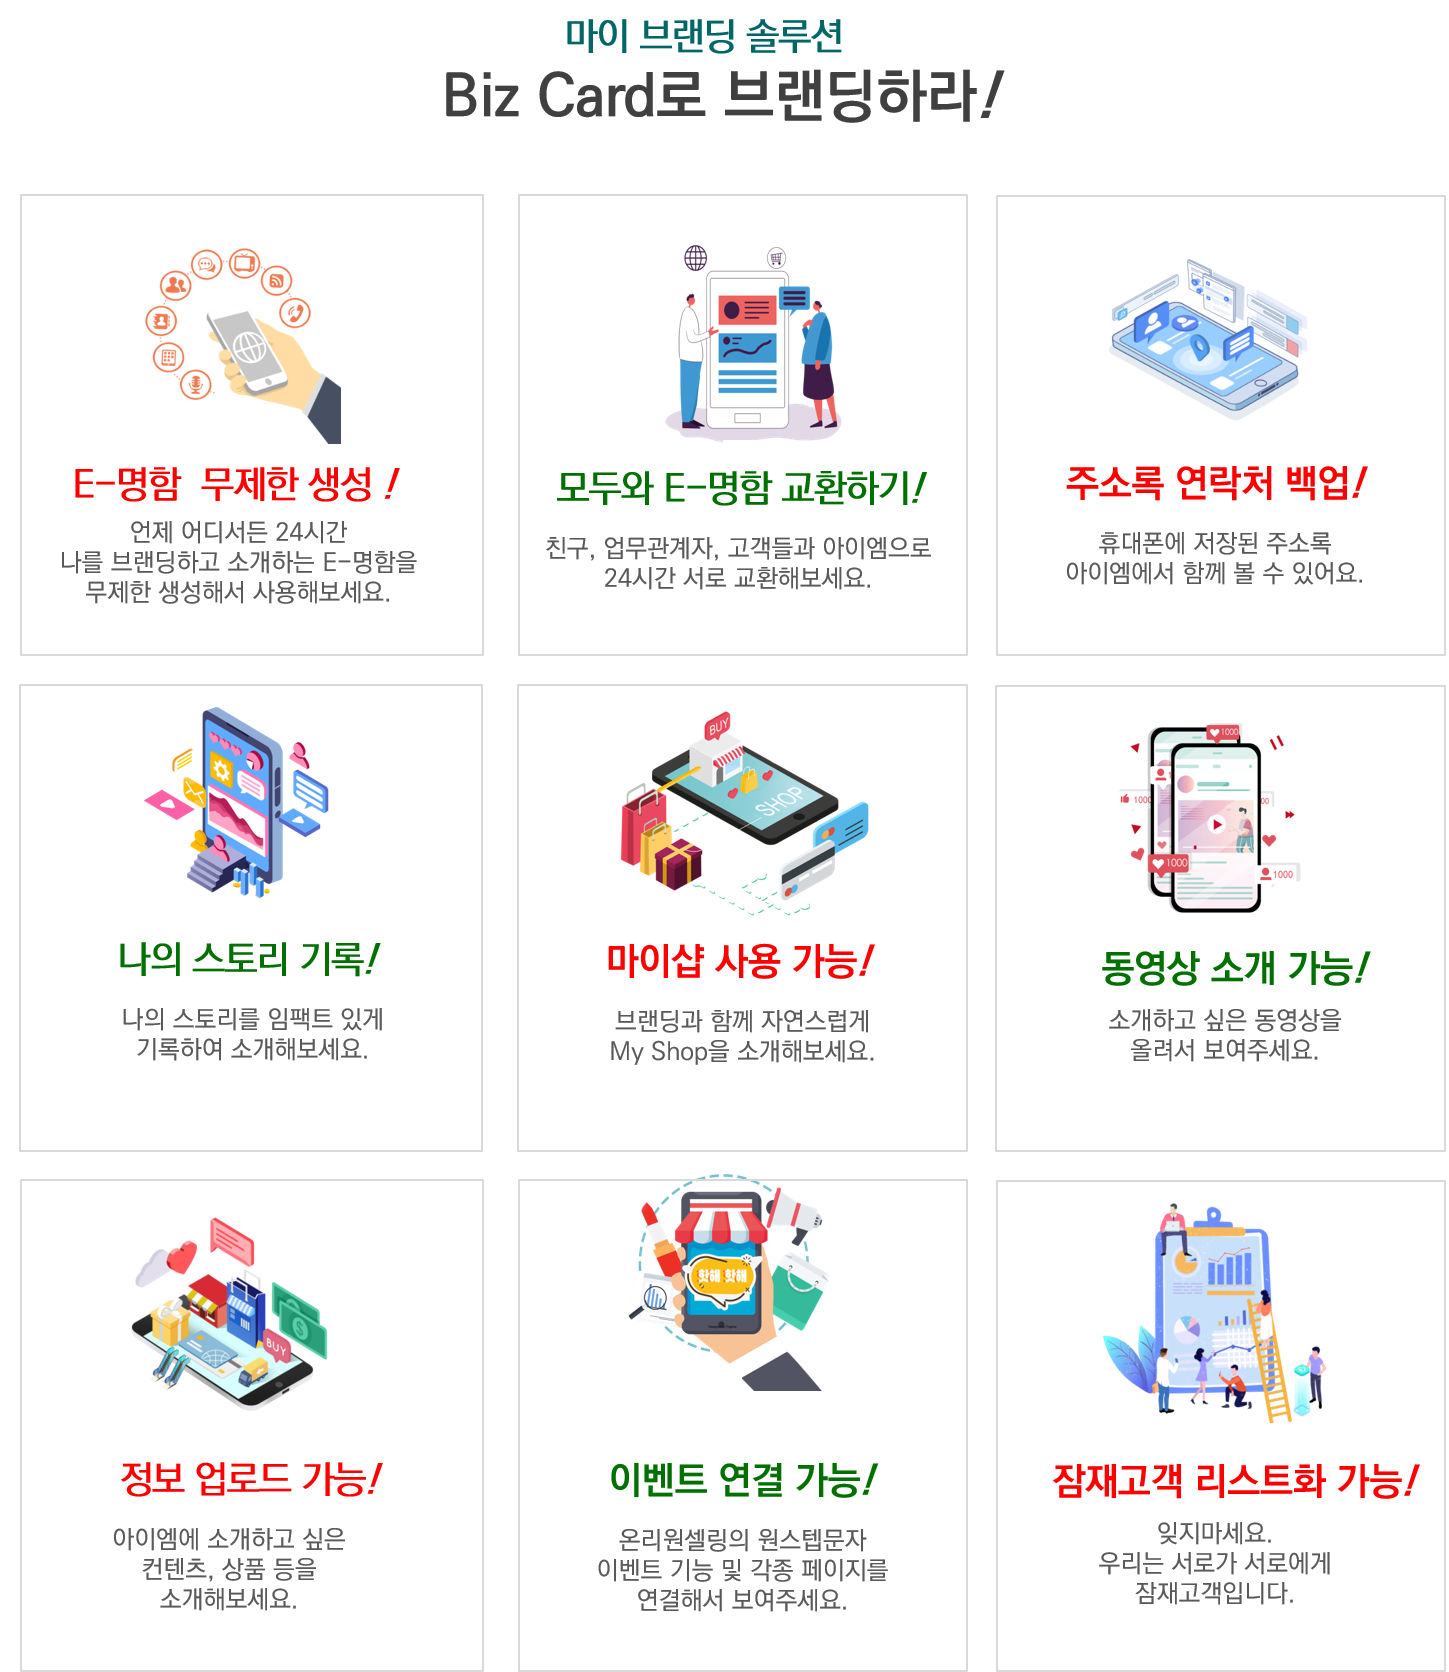 마이 브랜딩 솔루션
Biz Card로 브랜딩하라!
E-명함 무제한 생성 !
언제 어디서든 24시간
나를 브랜딩하고 소개하는 E-명함을
무제한 생성해서 사용해보세요.
모두와 E-명함 교환하기!
친구, 업무관계자, 고객들과 아이엠으로
24시간 서로 교환해보세요.
주소록 연락처 백업!
휴대폰에 저장된 주소록
아이엠에서 함께 볼 수 있어요.
나의 스토리 기록!
나의 스토리를 임팩트 있게
기록하여 소개해보세요.
BUY
SHOP
마이샵 사용 가능!
브랜딩과 함께 자연스럽게
My Shop을 소개해보세요.
1000
1000
1000
1000
동영상 소개 가능!
소개하고 싶은 동영상을
올려서 보여주세요.
BUY
정보 업로드 가능!
아이엠에 소개하고 싶은
컨텐츠, 상품 등을
소개해보세요.
핫해 핫해
이벤트 연결 가능!
온리원셀링의 원스텝문자
이벤트 기능 및 각종 페이지를
연결해서 보여주세요.
잠재고객 리스트화 가능!
잊지마세요.
우리는 서로가 서로에게
잠재고객입니다.